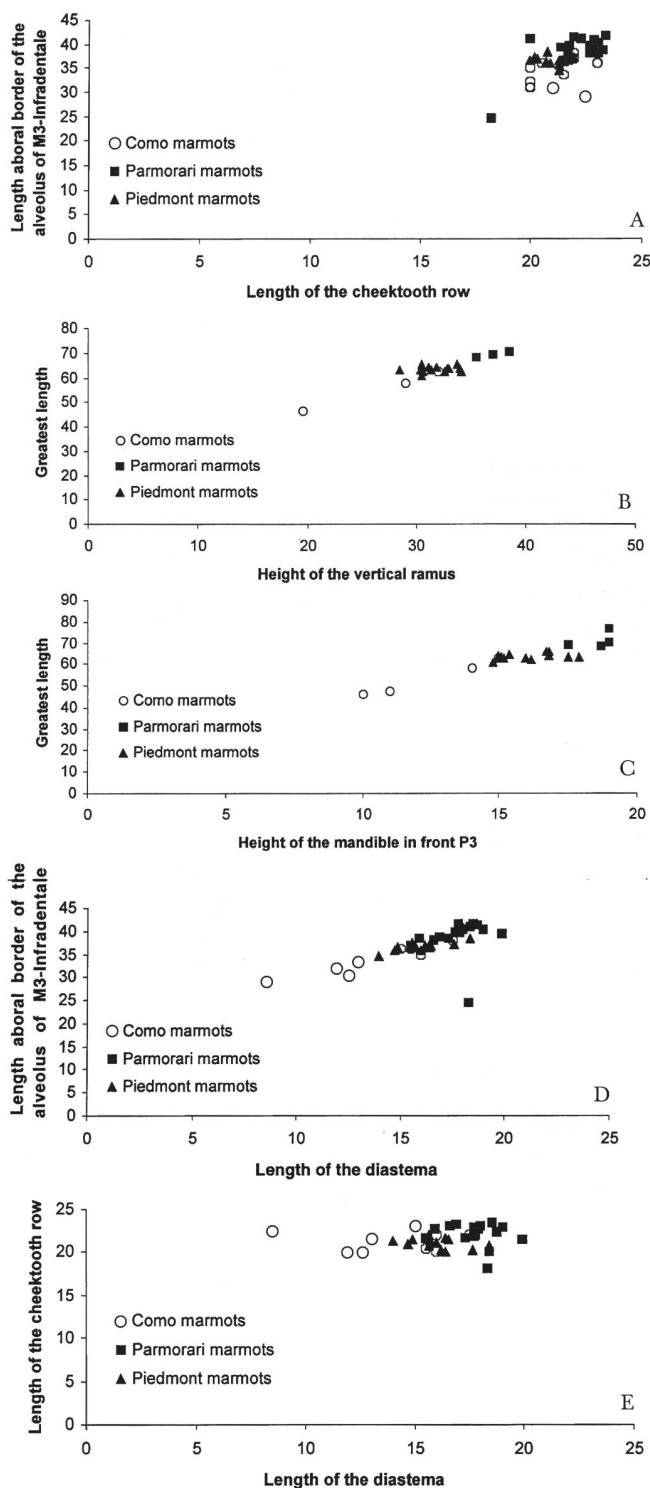 Length aboral border of the
alveolus of M3-Infradentale
45
40
35
30
25
20
15
10
5
0
Como marmots
Parmorari marmots
Piedmont marmots
A
0 5 10 15 20 25
Length of the cheektooth row
Greatest length
80
70
60
50
40
30
20
10
0
Como marmots
Parmorari marmots
Piedmont marmots
B
0 10 20 30 40 50
Height of the vertical ramus
Greatest length
90
80
70
60
50
40
30
20
10
0
Como marmots
Parmorari marmots
Piedmont marmots
C
0 5 10 15 20
Height of the mandible in front P3
Length aboral border of the
alveolus of M3-Infradentale
45
40
35
30
25
20
15
10
5
0
Como marmots
Parmorari marmots
Piedmont marmots
D
0 5 10 15 20 25
Length of the diastema
Length of the cheektooth row
25
20
15
10
5
0
Como marmots
Parmorari marmots
Piedmont marmots
E
0 5 10 15 20 25
Length of the diastema